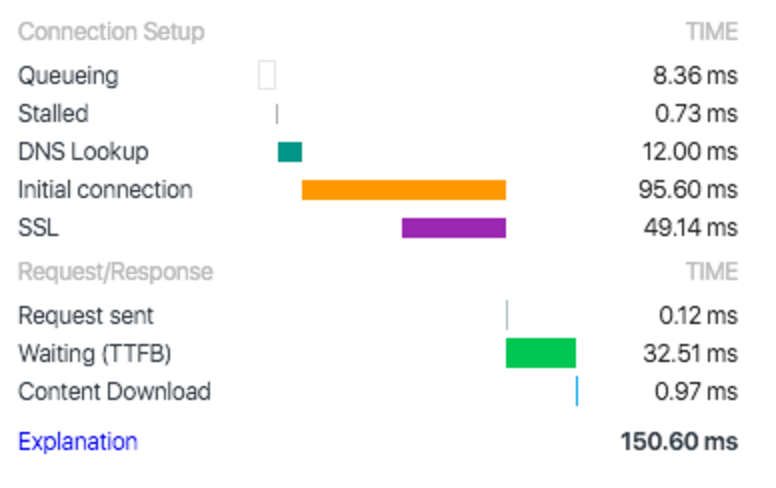 Connection Setup TIME
Queueing 8.36 ms
Stalled 0.73 ms
DNS Lookup 12.00 ms
Initial connection 95.60 ms
SSL 49.14 ms
Request/Response TIME
Request sent 0.12 ms
Waiting (TTFB) 32.51 ms
Content Download 0.97 ms
Explanation 150.60 ms